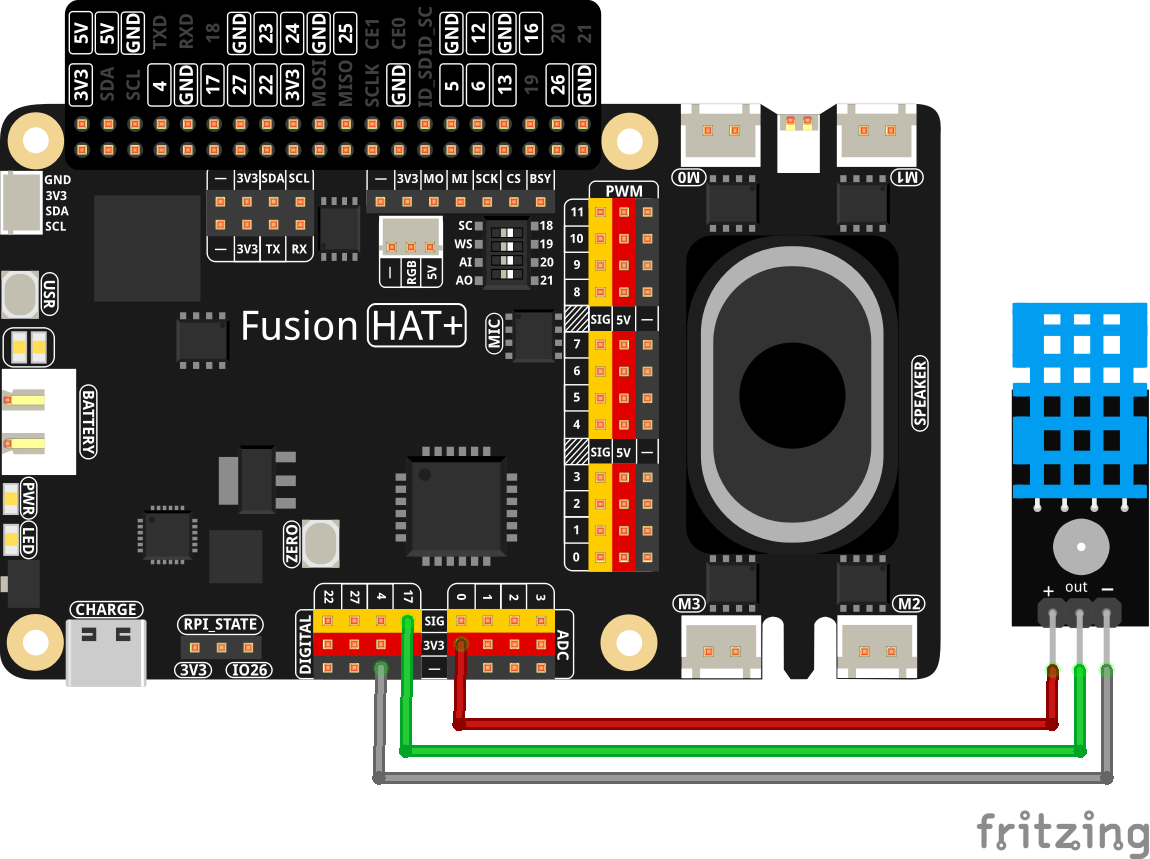 5V 5V GND TXD RXD 18 GND 23 24 GND 25 CE1 CE0 ID_SC GND 12 GND 16 20 21
3V3 SDA SCL 4 GND 17 27 22 3V3 MOSI MISO SCLK GND ID_SD 5 6 13 19 26 GND
GND
3V3
SDA
SCL
— 3V3 SDA SCL
— 3V3 TX RX
— 3V3 MO MI SCK CS BSY
— RGB 5V
SC 18
WS 19
AI 20
AO 21
PWM
11
10
9
8
SIG 5V —
7
6
5
4
SIG 5V —
3
2
1
0
M0
M1
USR
Fusion HAT+
MIC
BATTERY
SPEAKER
PWR
LED
ZERO
CHARGE
RPI_STATE
3V3 IO26
22 27 4 17
0 1 2 3
DIGITAL
SIG
3V3
—
ADC
M3
M2
+ out −
fritzing